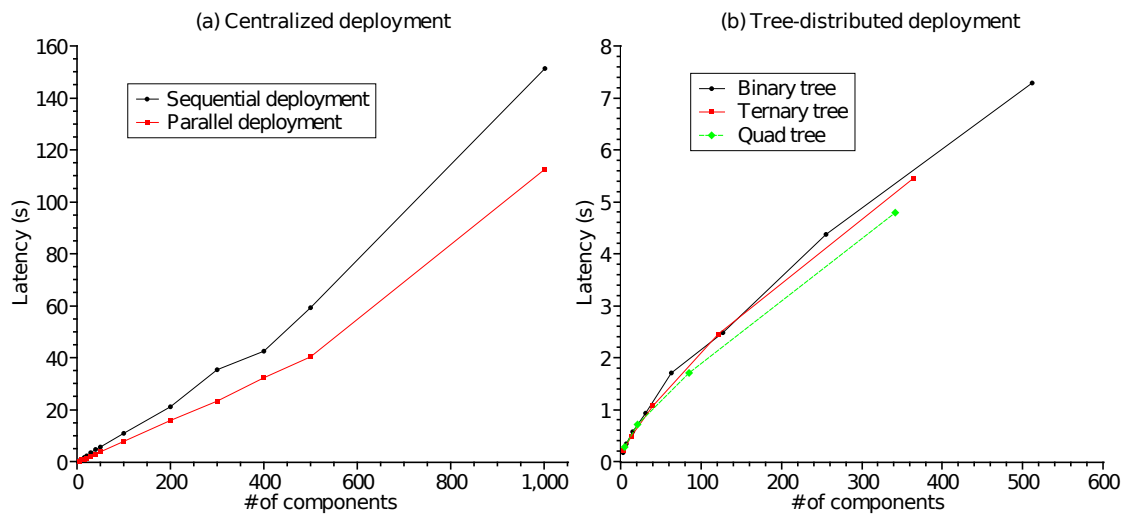 (a) Centralized deployment
160
140
120
100
80
60
40
20
0
Latency (s)
Sequential deployment
Parallel deployment
0
200
400
600
800
1,000
# of components
(b) Tree-distributed deployment
8
7
6
5
4
3
2
1
0
Latency (s)
Binary tree
Ternary tree
Quad tree
0
100
200
300
400
500
600
# of components